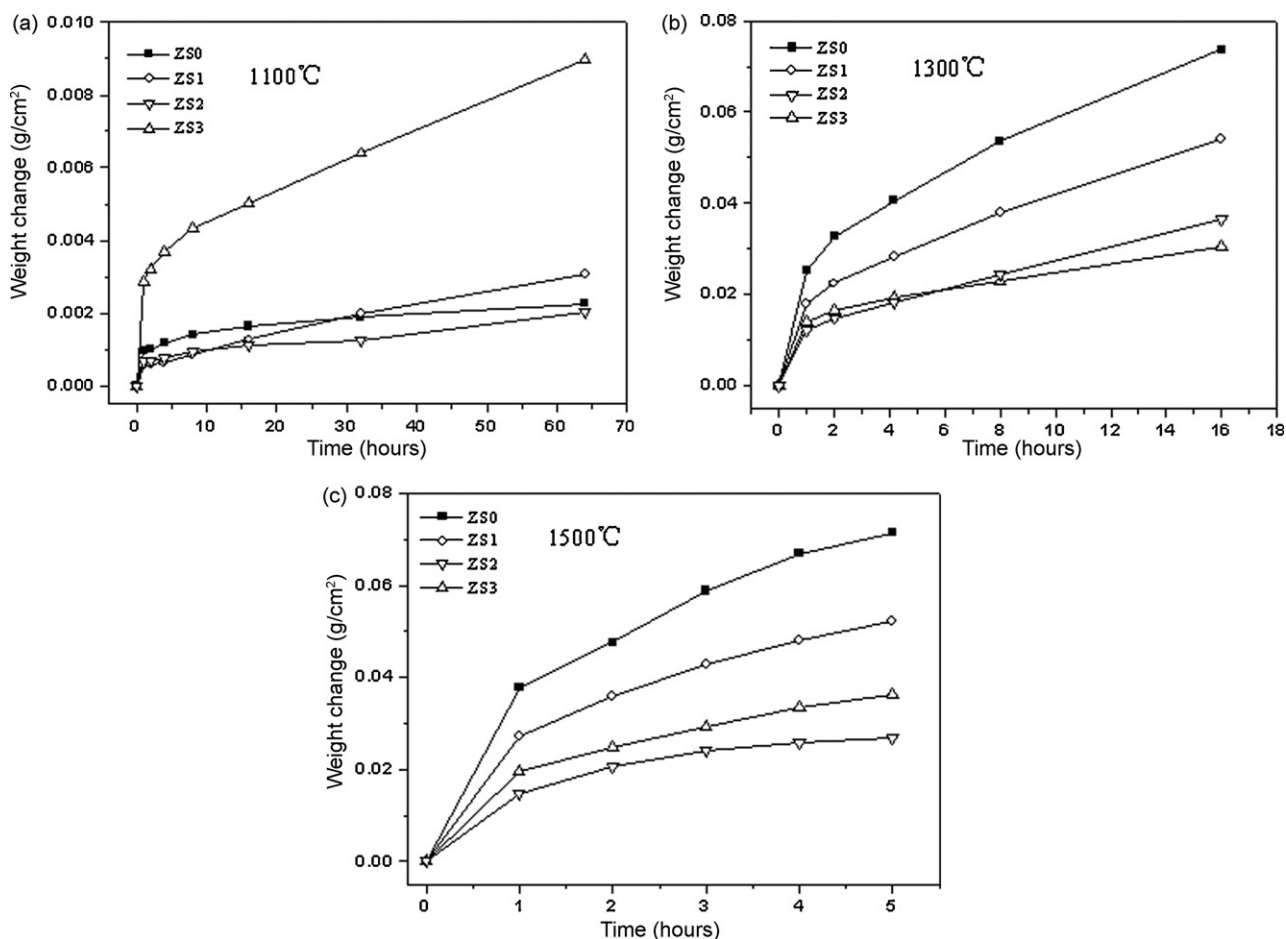 (a)
0.010
0.008
0.006
0.004
0.002
0.000
Weight change (g/cm²)
ZS0
ZS1
ZS2
ZS3
1100℃
0 10 20 30 40 50 60 70
Time (hours)
(b)
0.08
0.06
0.04
0.02
0.00
Weight change (g/cm²)
ZS0
ZS1
ZS2
ZS3
1300℃
0 2 4 6 8 10 12 14 16 18
Time (hours)
(c)
0.08
0.06
0.04
0.02
0.00
Weight change (g/cm²)
ZS0
ZS1
ZS2
ZS3
1500℃
0 1 2 3 4 5
Time (hours)